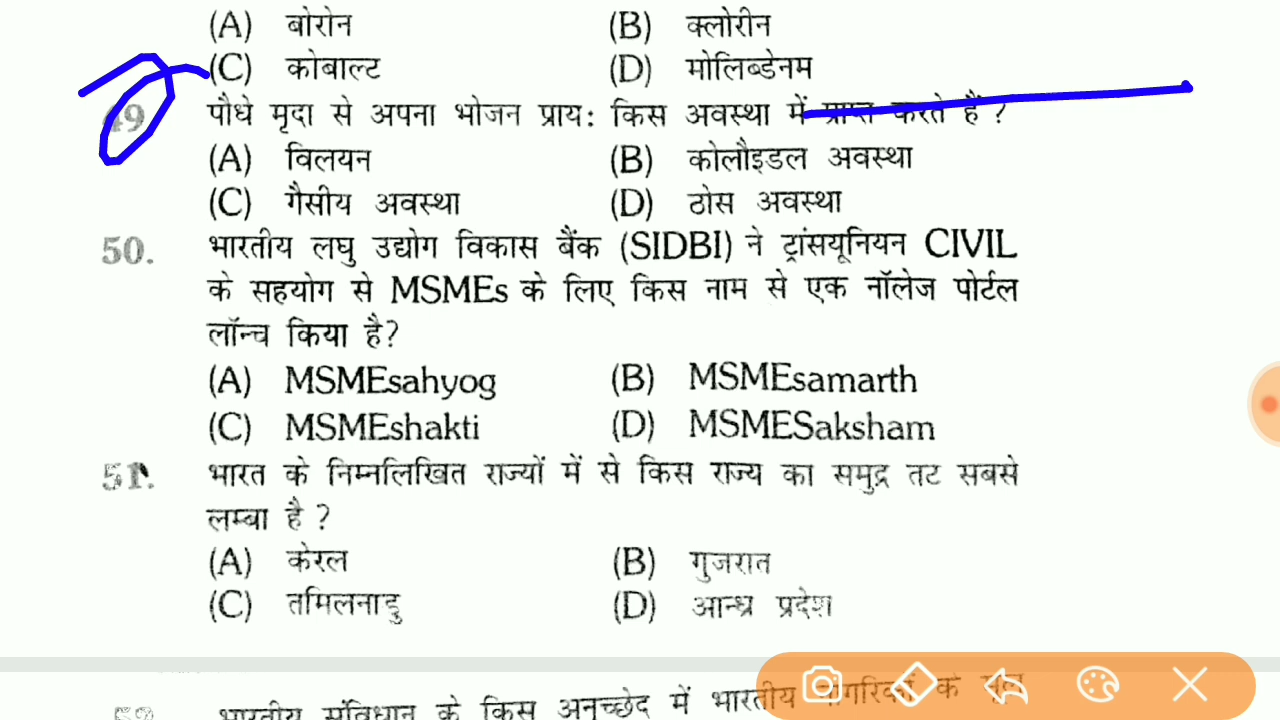 (A) बोरोन (B) क्लोरीन
(C) कोबाल्ट (D) मोलिब्डेनम
49 पौधे मृदा से अपना भोजन प्राय: किस अवस्था में प्राप्त करते हैं ?
(A) विलयन (B) कोलौइडल अवस्था
(C) गैसीय अवस्था (D) ठोस अवस्था
50. भारतीय लघु उद्योग विकास बैंक (SIDBI) ने ट्रांसयूनियन CIVIL
के सहयोग से MSMEs के लिए किस नाम से एक नॉलेज पोर्टल
लॉन्च किया है?
(A) MSMEsahyog (B) MSMEsamarth
(C) MSMEshakti (D) MSMESaksham
51. भारत के निम्नलिखित राज्यों में से किस राज्य का समुद्र तट सबसे
लम्बा है ?
(A) केरल (B) गुजरात
(C) तमिलनाडु (D) आन्ध्र प्रदेश
भारतीय संविधान के किस अनुच्छेद में भारतीय नागरिकों के मूल